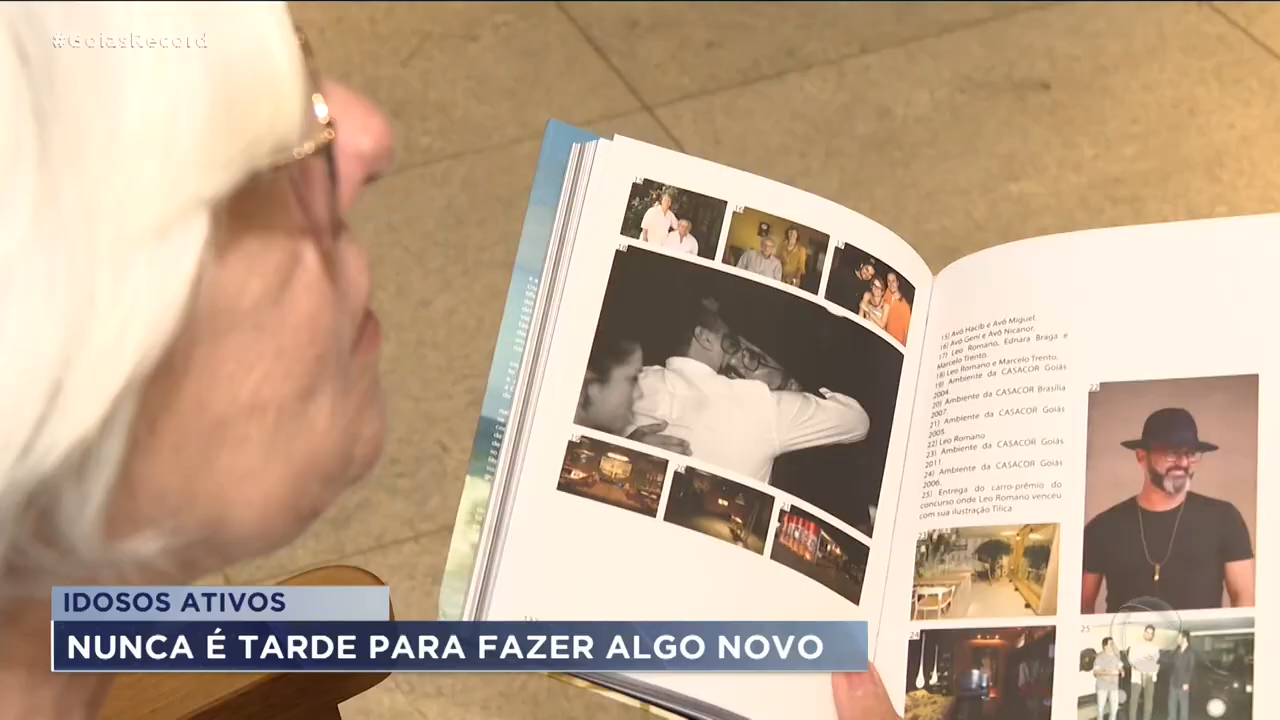 #GoiásRecord
15
16
17
18
15) Avô Hacib e Avô Miguel,
16) Avó Geni e Avô Nicanor,
17) Leo Romano, Ednara Braga e
Marcelo Trento.
18) Leo Romano e Marcelo Trento,
19) Ambiente da CASACOR Goiás
2004.
20) Ambiente da CASACOR Brasília
2007.
21) Ambiente da CASACOR Goiás
2005.
22) Leo Romano
23) Ambiente da CASACOR Goiás
2011
24) Ambiente da CASACOR Goiás
2006.
25) Entrega do carro-prêmio do
concurso onde Leo Romano venceu
com sua ilustração Tílica
22
20
24
25
IDOSOS ATIVOS
NUNCA É TARDE PARA FAZER ALGO NOVO